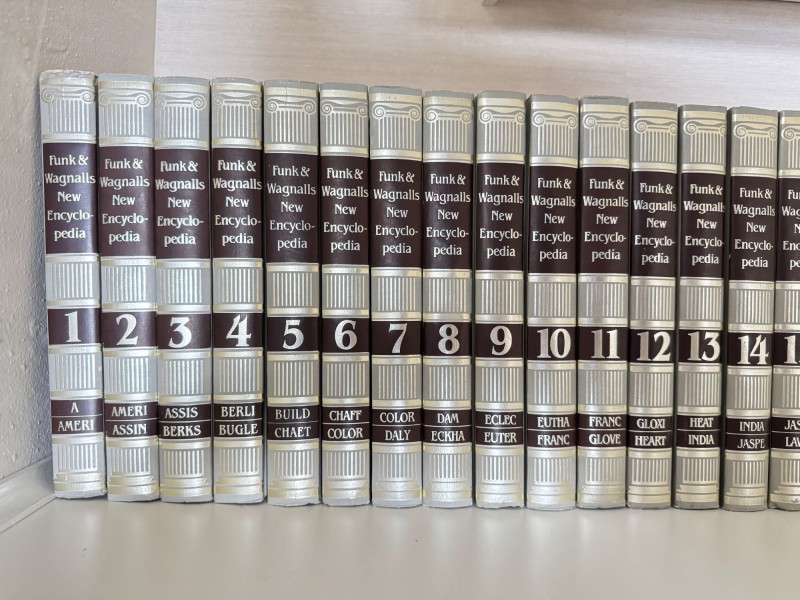 Funk &
Wagnalls
New
Encyclo-
pedia
1
A
AMERI
Funk &
Wagnalls
New
Encyclo-
pedia
2
AMERI
ASSIN
Funk &
Wagnalls
New
Encyclo-
pedia
3
ASSIS
BERKS
Funk &
Wagnalls
New
Encyclo-
pedia
4
BERLI
BUGLE
Funk &
Wagnalls
New
Encyclo-
pedia
5
BUILD
CHAET
Funk &
Wagnalls
New
Encyclo-
pedia
6
CHAFF
COLOR
Funk &
Wagnalls
New
Encyclo-
pedia
7
COLOR
DALY
Funk &
Wagnalls
New
Encyclo-
pedia
8
DAM
ECKHA
Funk &
Wagnalls
New
Encyclo-
pedia
9
ECLEC
EUTER
Funk &
Wagnalls
New
Encyclo-
pedia
10
EUTHA
FRANC
Funk &
Wagnalls
New
Encyclo-
pedia
11
FRANC
GLOVE
Funk &
Wagnalls
New
Encyclo-
pedia
12
GLOXI
HEART
Funk &
Wagnalls
New
Encyclo-
pedia
13
HEAT
INDIA
Funk &
Wagnalls
New
Encyclo-
pedia
14
INDIA
JASPE